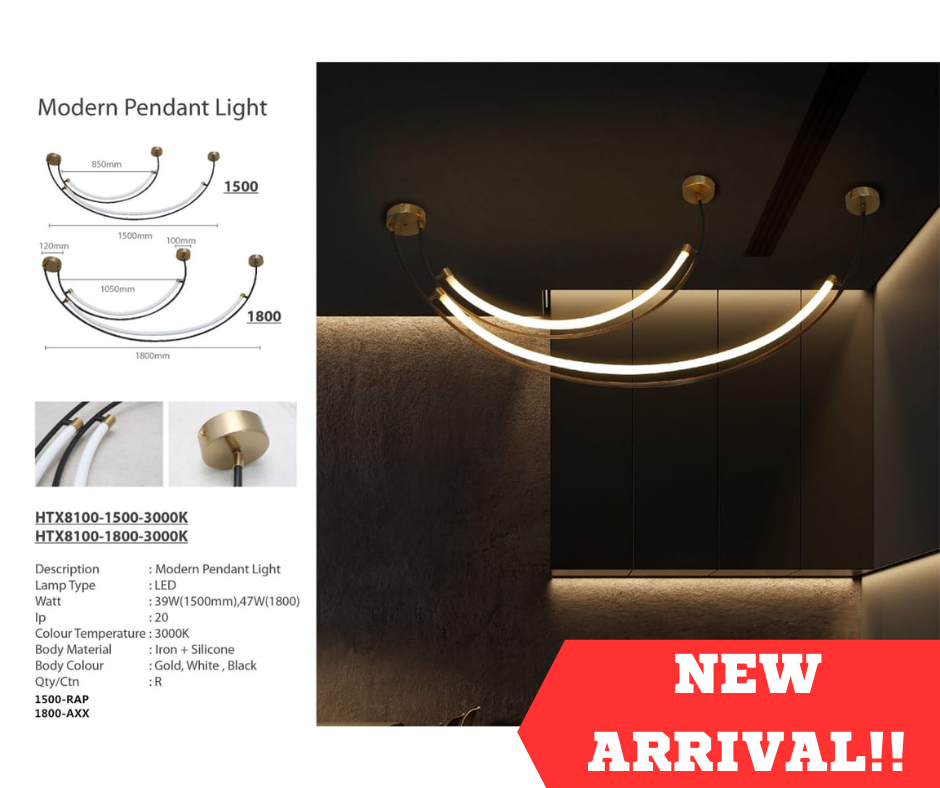 Modern Pendant Light
850mm
1500
1500mm
120mm
100mm
1050mm
1800
1800mm
HTX8100-1500-3000K
HTX8100-1800-3000K
Description : Modern Pendant Light
Lamp Type : LED
Watt : 39W(1500mm),47W(1800)
Ip : 20
Colour Temperature : 3000K
Body Material : Iron + Silicone
Body Colour : Gold, White , Black
Qty/Ctn : R
1500-RAP
1800-AXX
NEW
ARRIVAL!!